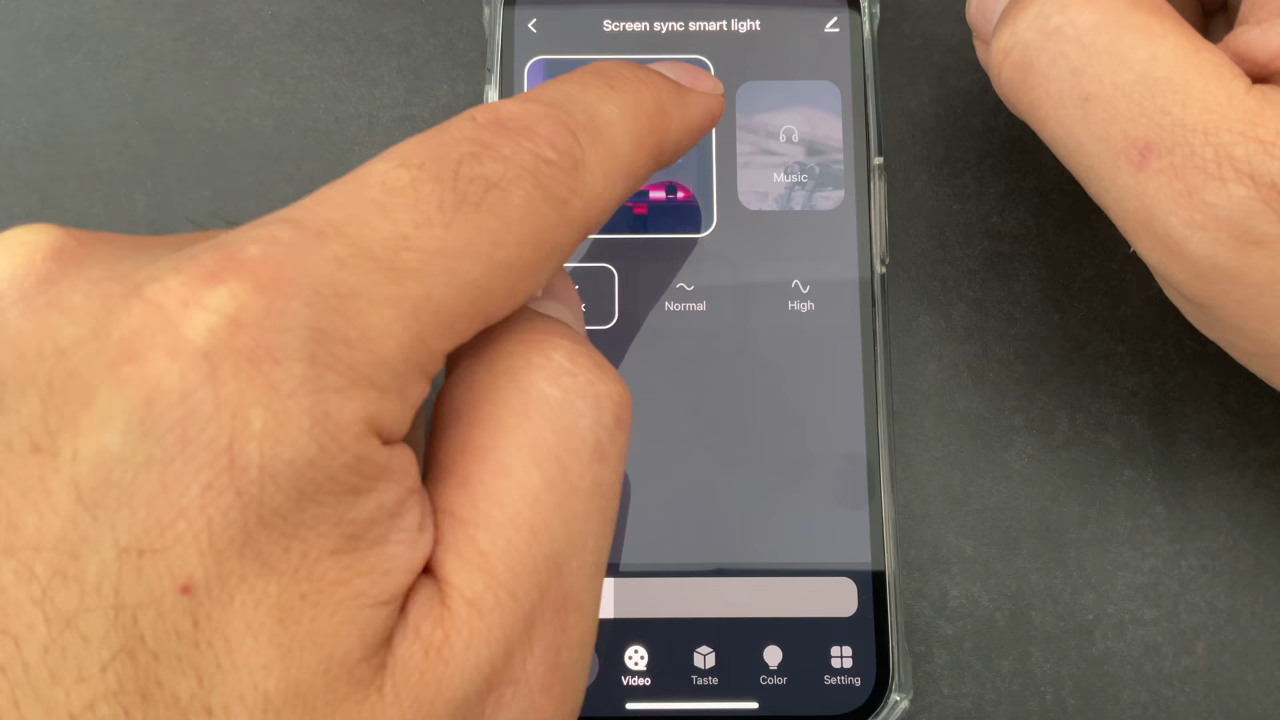 Screen sync smart light
Music
Normal
High
Video
Taste
Color
Setting